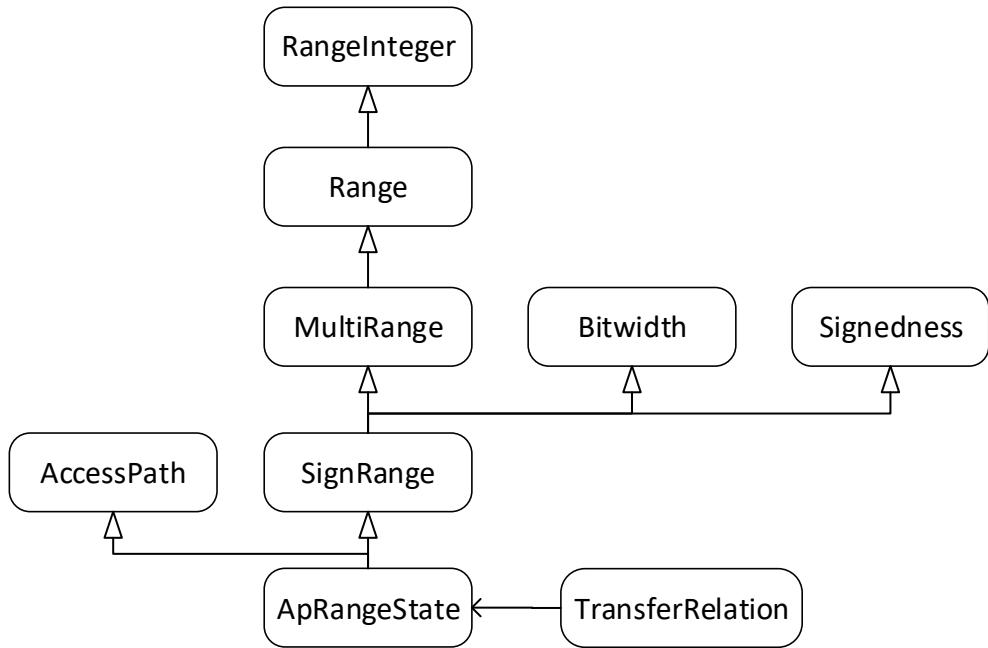 RangeInteger
Range
MultiRange
Bitwidth
Signedness
AccessPath
SignRange
ApRangeState
TransferRelation